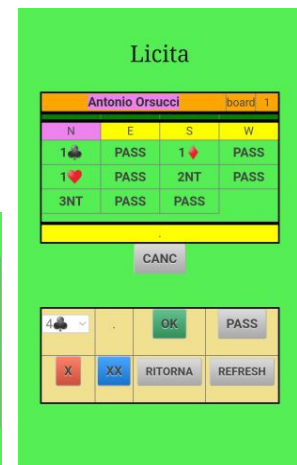 Licita
Antonio Orsucci board 1
N E S W
1♣ PASS 1♦ PASS
1♥ PASS 2NT PASS
3NT PASS PASS
.
CANC
4♣ . OK PASS
X XX RITORNA REFRESH